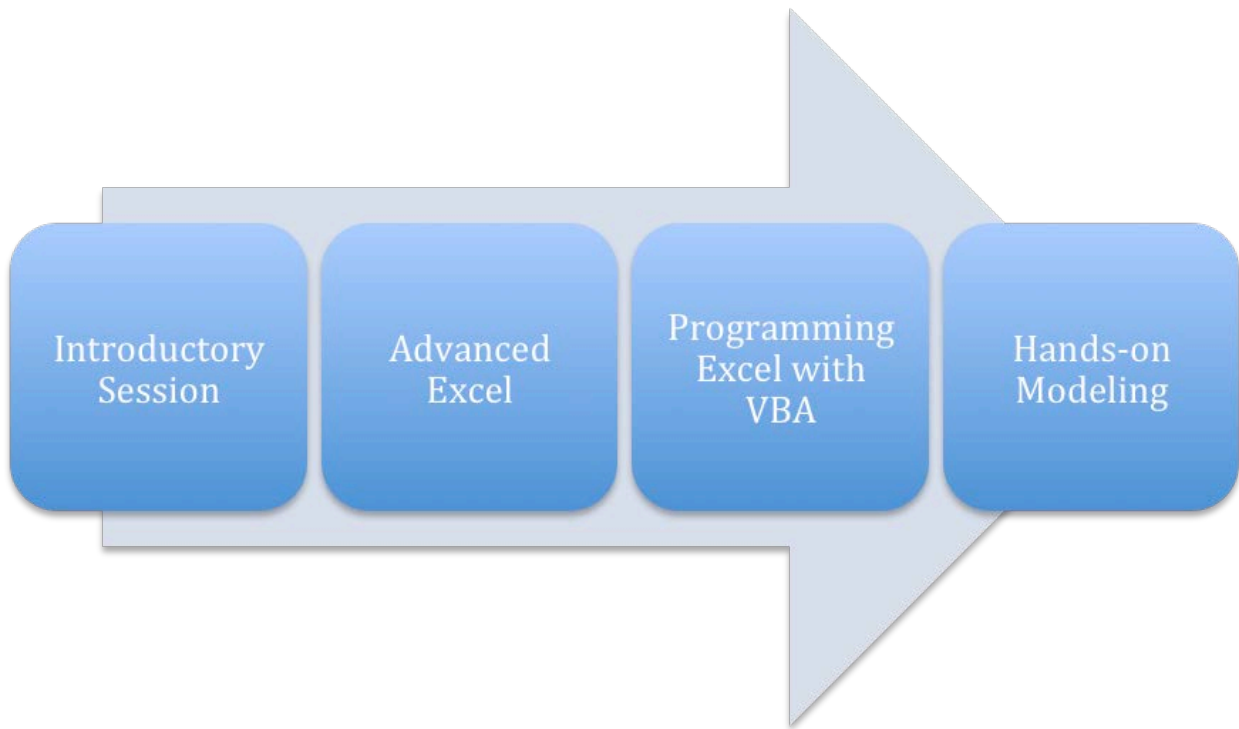 Introductory
Session
Advanced
Excel
Programming
Excel with
VBA
Hands-on
Modeling